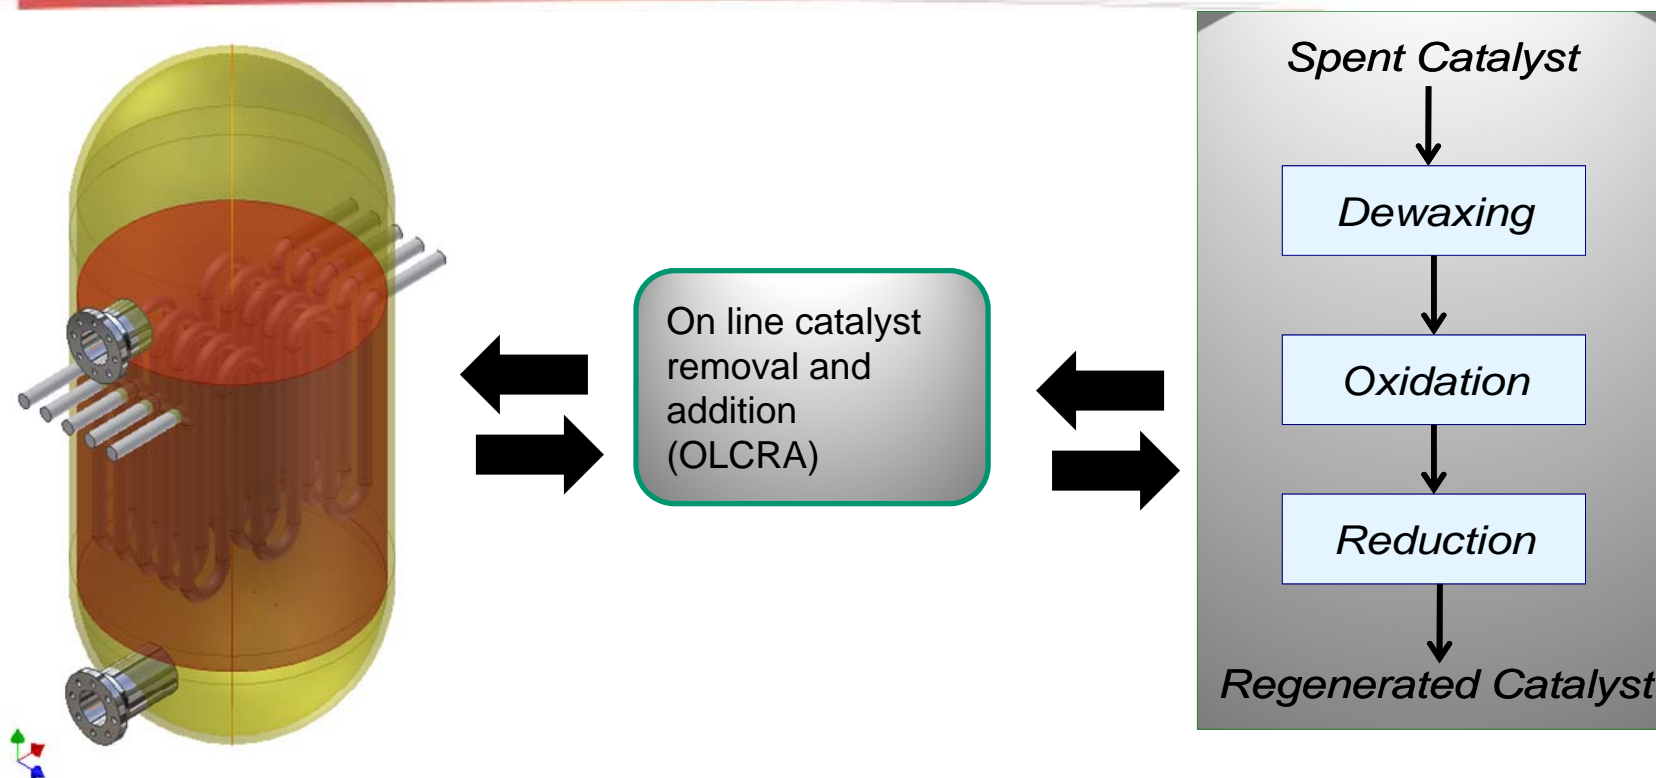 On line catalyst
removal and
addition
(OLCRA)
Spent Catalyst
Dewaxing
Oxidation
Reduction
Regenerated Catalyst